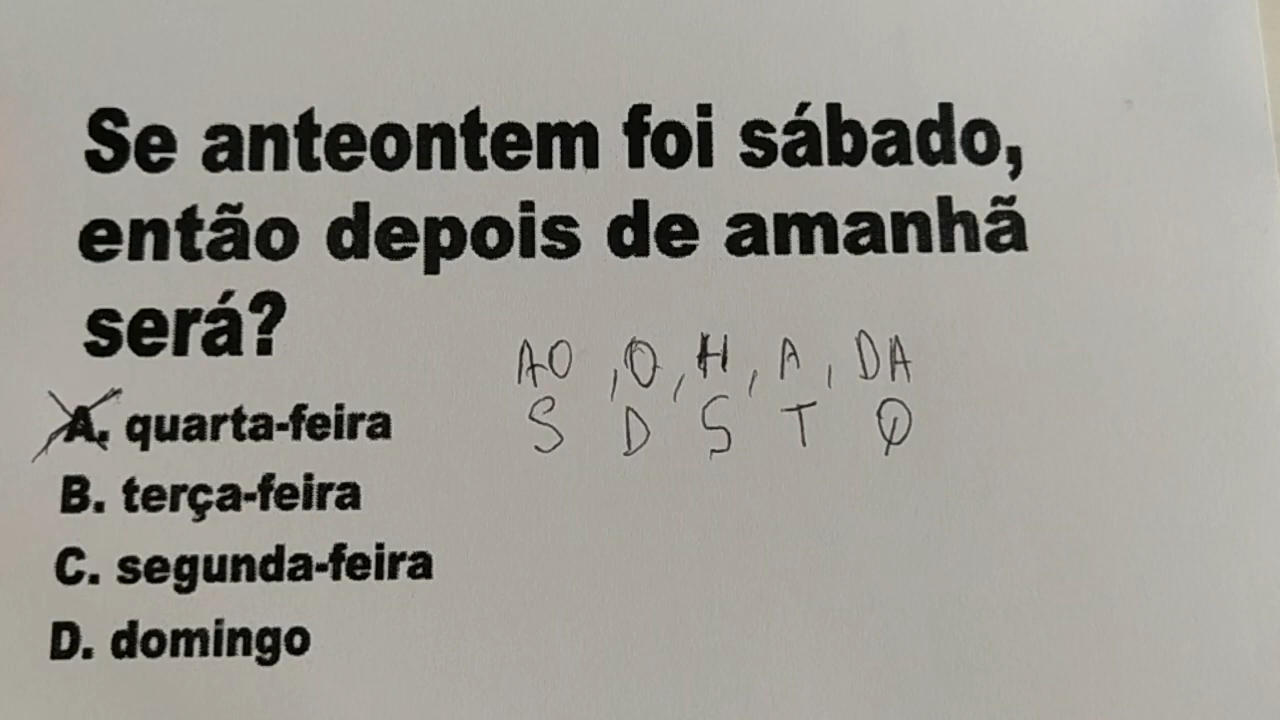 Se anteontem foi sábado,
então depois de amanhã
será?
AO , O , H , A , DA
S D S T Q
A. quarta-feira
B. terça-feira
C. segunda-feira
D. domingo